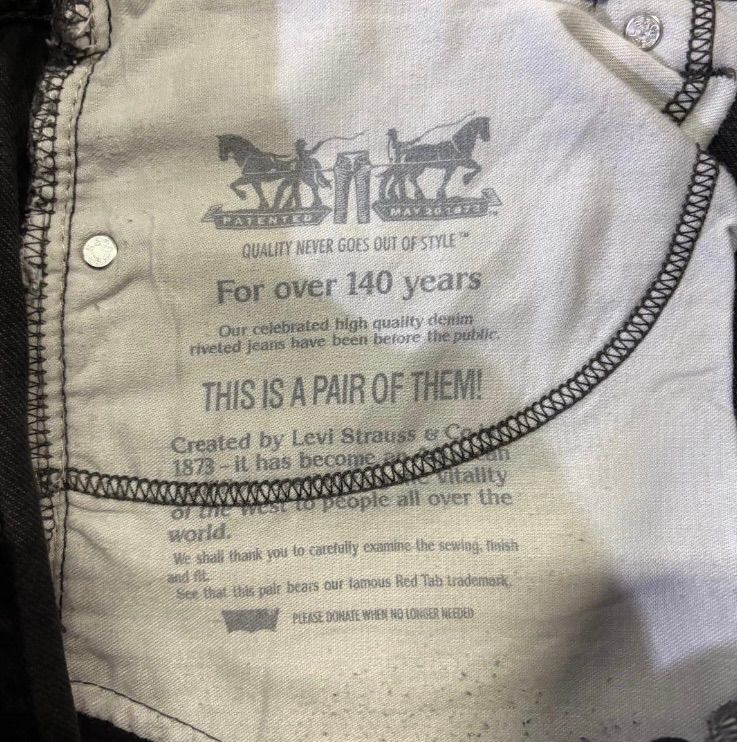 PATENTED MAY 20 1873
QUALITY NEVER GOES OUT OF STYLE™
For over 140 years
Our celebrated high quality denim
riveted jeans have been before the public.
THIS IS A PAIR OF THEM!
Created by Levi Strauss & Co.
1873 - it has become
vitality
of the West to people all over the
world.
We shall thank you to carefully examine the sewing, finish
and fit.
See that this pair bears our famous Red Tab trademark.
PLEASE DONATE WHEN NO LONGER NEEDED